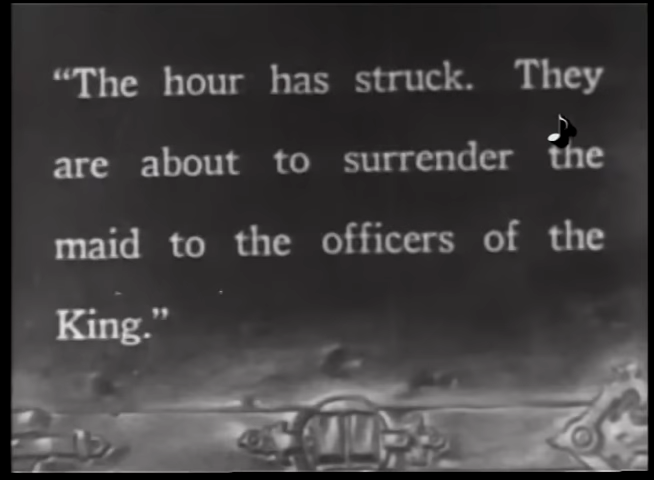 “The hour has struck. They
are about to surrender the
maid to the officers of the
King.”